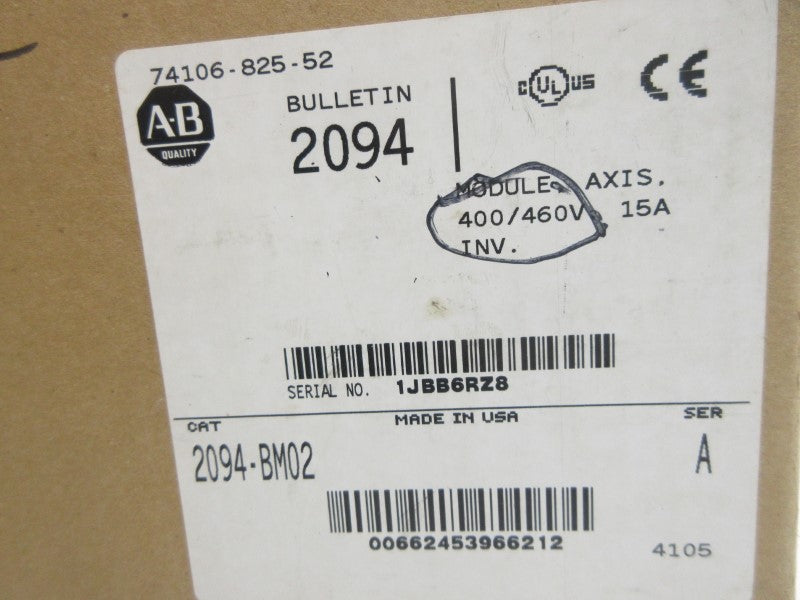 74106-825-52
A-B
QUALITY
BULLETIN
2094
c UL us
CE
MODULE, AXIS,
400/460V, 15A
INV.
SERIAL NO. 1JBB6RZ8
CAT MADE IN USA SER
2094-BM02 A
00662453966212
4105